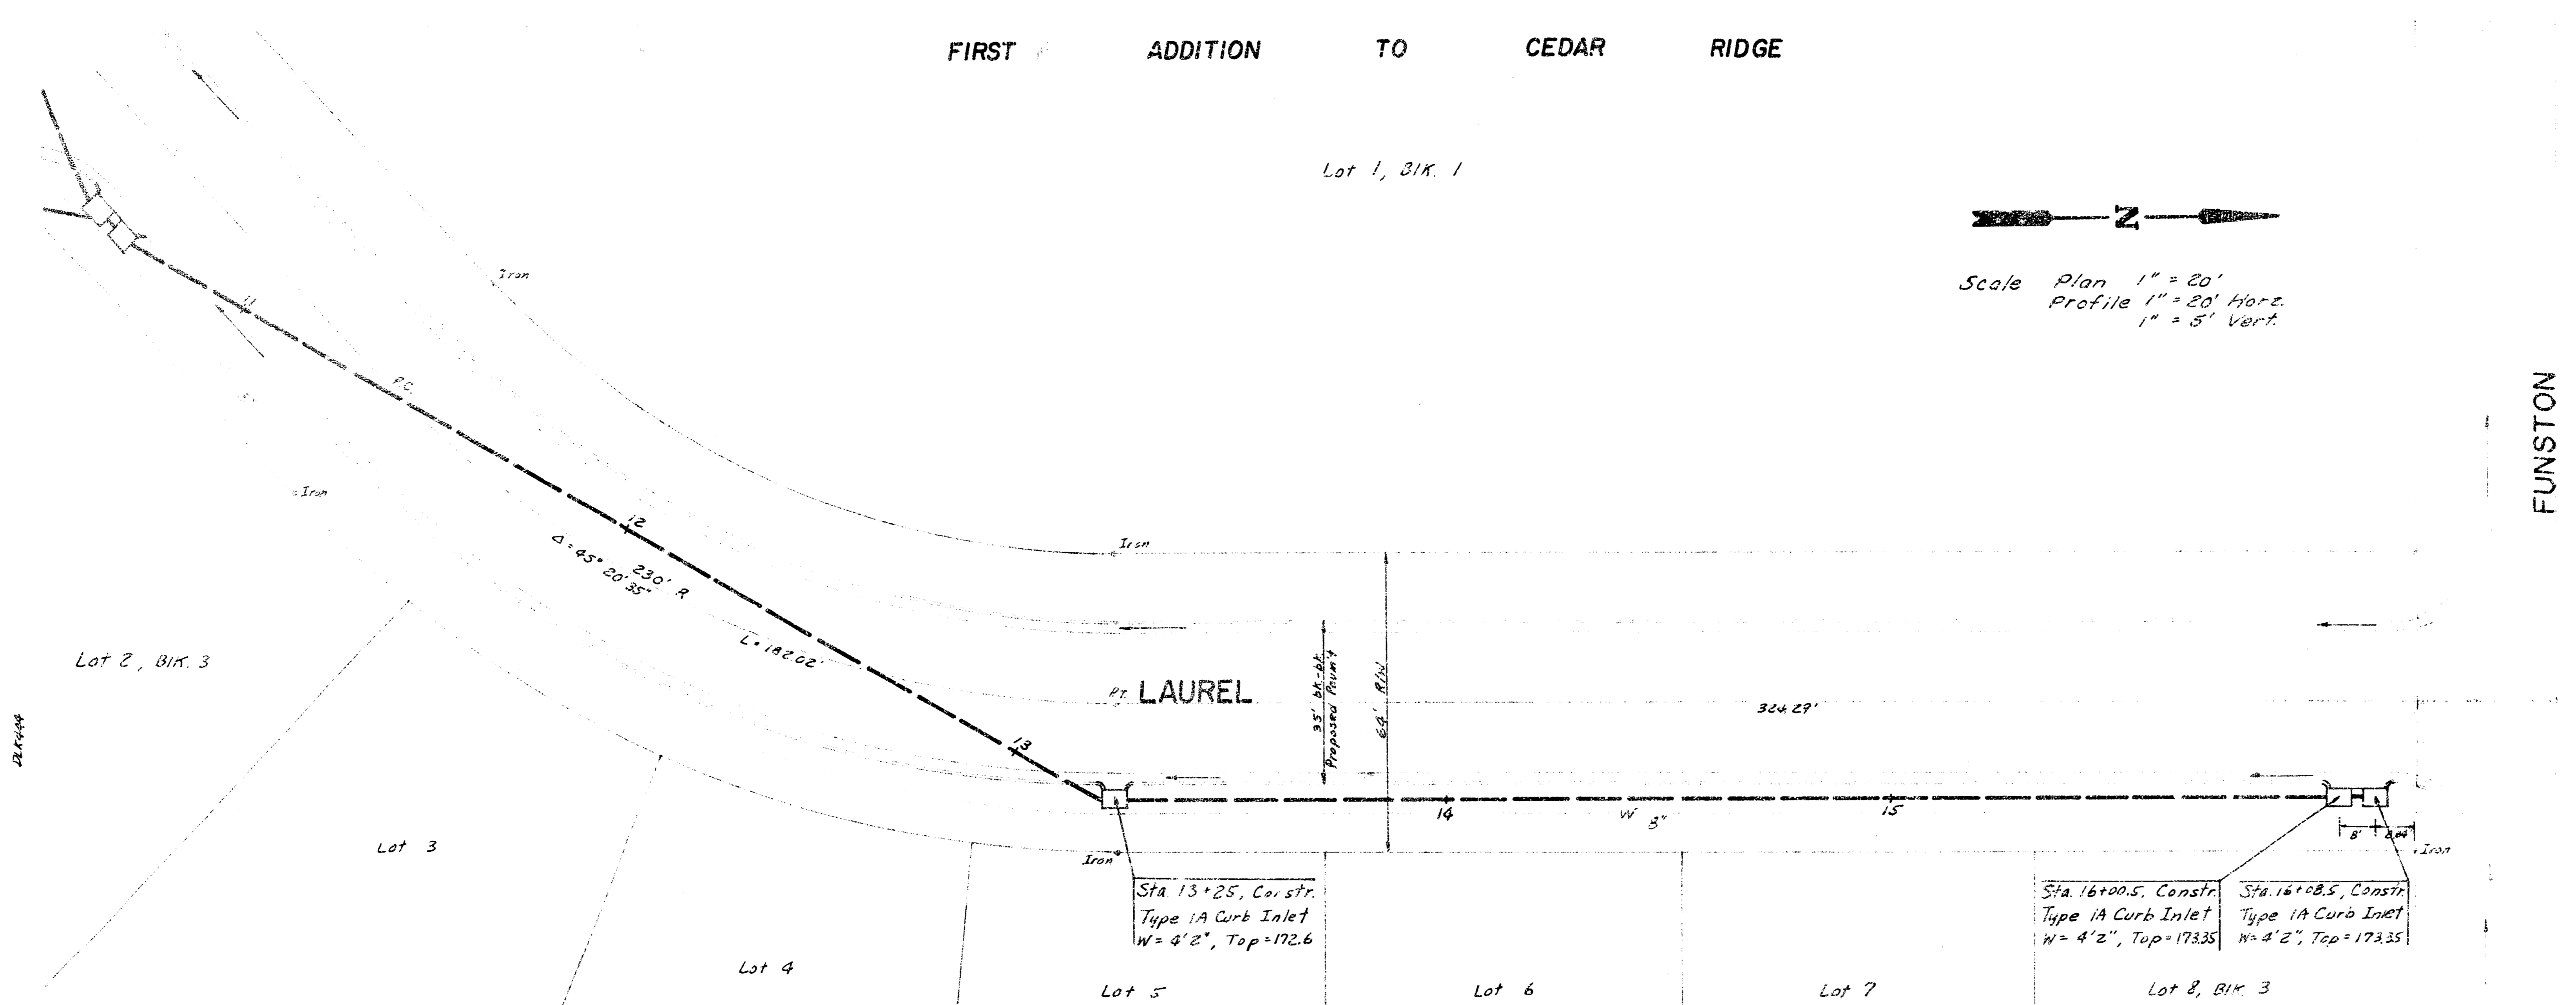 FIRST ADDITION TO CEDAR RIDGE
Lot 1, Blk. 1
N
Scale Plan 1" = 20'
Profile 1" = 20' Horz.
1" = 5' Vert.
FUNSTON
Iron
11
P.C.
Iron
12
Δ = 45° 20' 35"
230' R
L = 182.02'
Iron
Lot 2, Blk. 3
P.T.
LAUREL
35' bk-bk
Proposed Pavm't
64' R/W
324.29'
13
14
W 8"
15
8'
Iron
Iron
Lot 3
Sta. 13+25, Constr.
Type 1A Curb Inlet
W = 4'2", Top = 172.6
Sta. 16+00.5, Constr.
Type 1A Curb Inlet
W = 4'2", Top = 173.35
Sta. 16+08.5, Constr.
Type 1A Curb Inlet
W = 4'2", Top = 173.35
Lot 4
Lot 5
Lot 6
Lot 7
Lot 8, Blk. 3